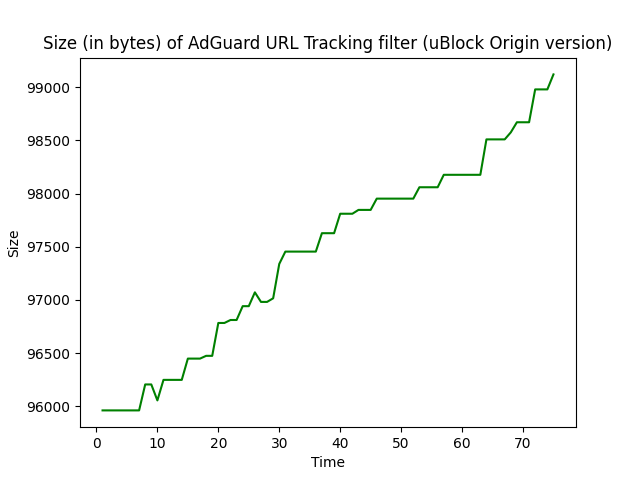 Size (in bytes) of AdGuard URL Tracking filter (uBlock Origin version)
99000
98500
98000
97500
97000
96500
96000
Size
0 10 20 30 40 50 60 70
Time